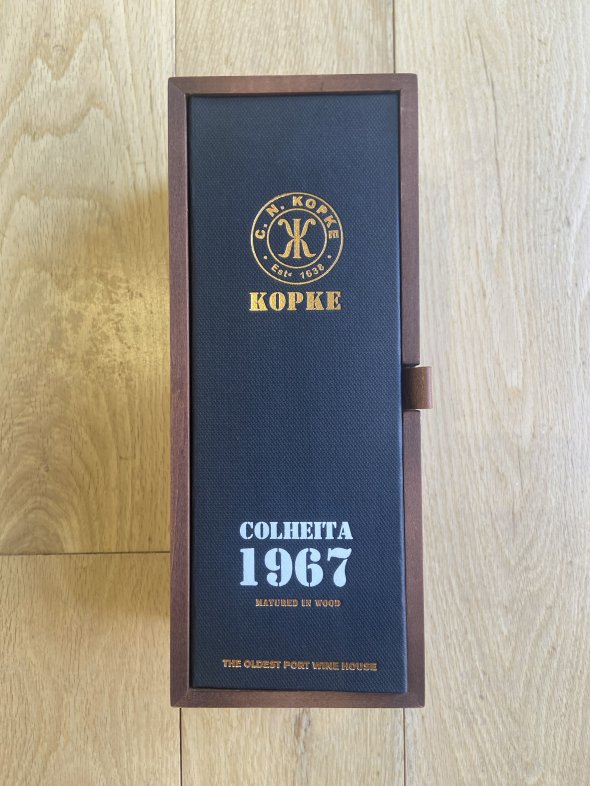 C. N. KOPKE
Estd 1638
KOPKE
COLHEITA
1967
MATURED IN WOOD
THE OLDEST PORT WINE HOUSE